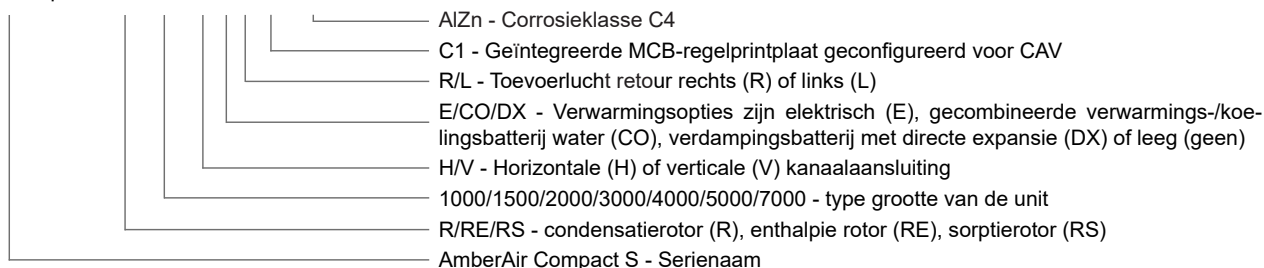 AlZn - Corrosieklasse C4
C1 - Geïntegreerde MCB-regelprintplaat geconfigureerd voor CAV
R/L - Toevoerlucht retour rechts (R) of links (L)
E/CO/DX - Verwarmingsopties zijn elektrisch (E), gecombineerde verwarmings-/koe-
lingsbatterij water (CO), verdampingsbatterij met directe expansie (DX) of leeg (geen)
H/V - Horizontale (H) of verticale (V) kanaalaansluiting
1000/1500/2000/3000/4000/5000/7000 - type grootte van de unit
R/RE/RS - condensatierotor (R), enthalpie rotor (RE), sorptierotor (RS)
AmberAir Compact S - Serienaam